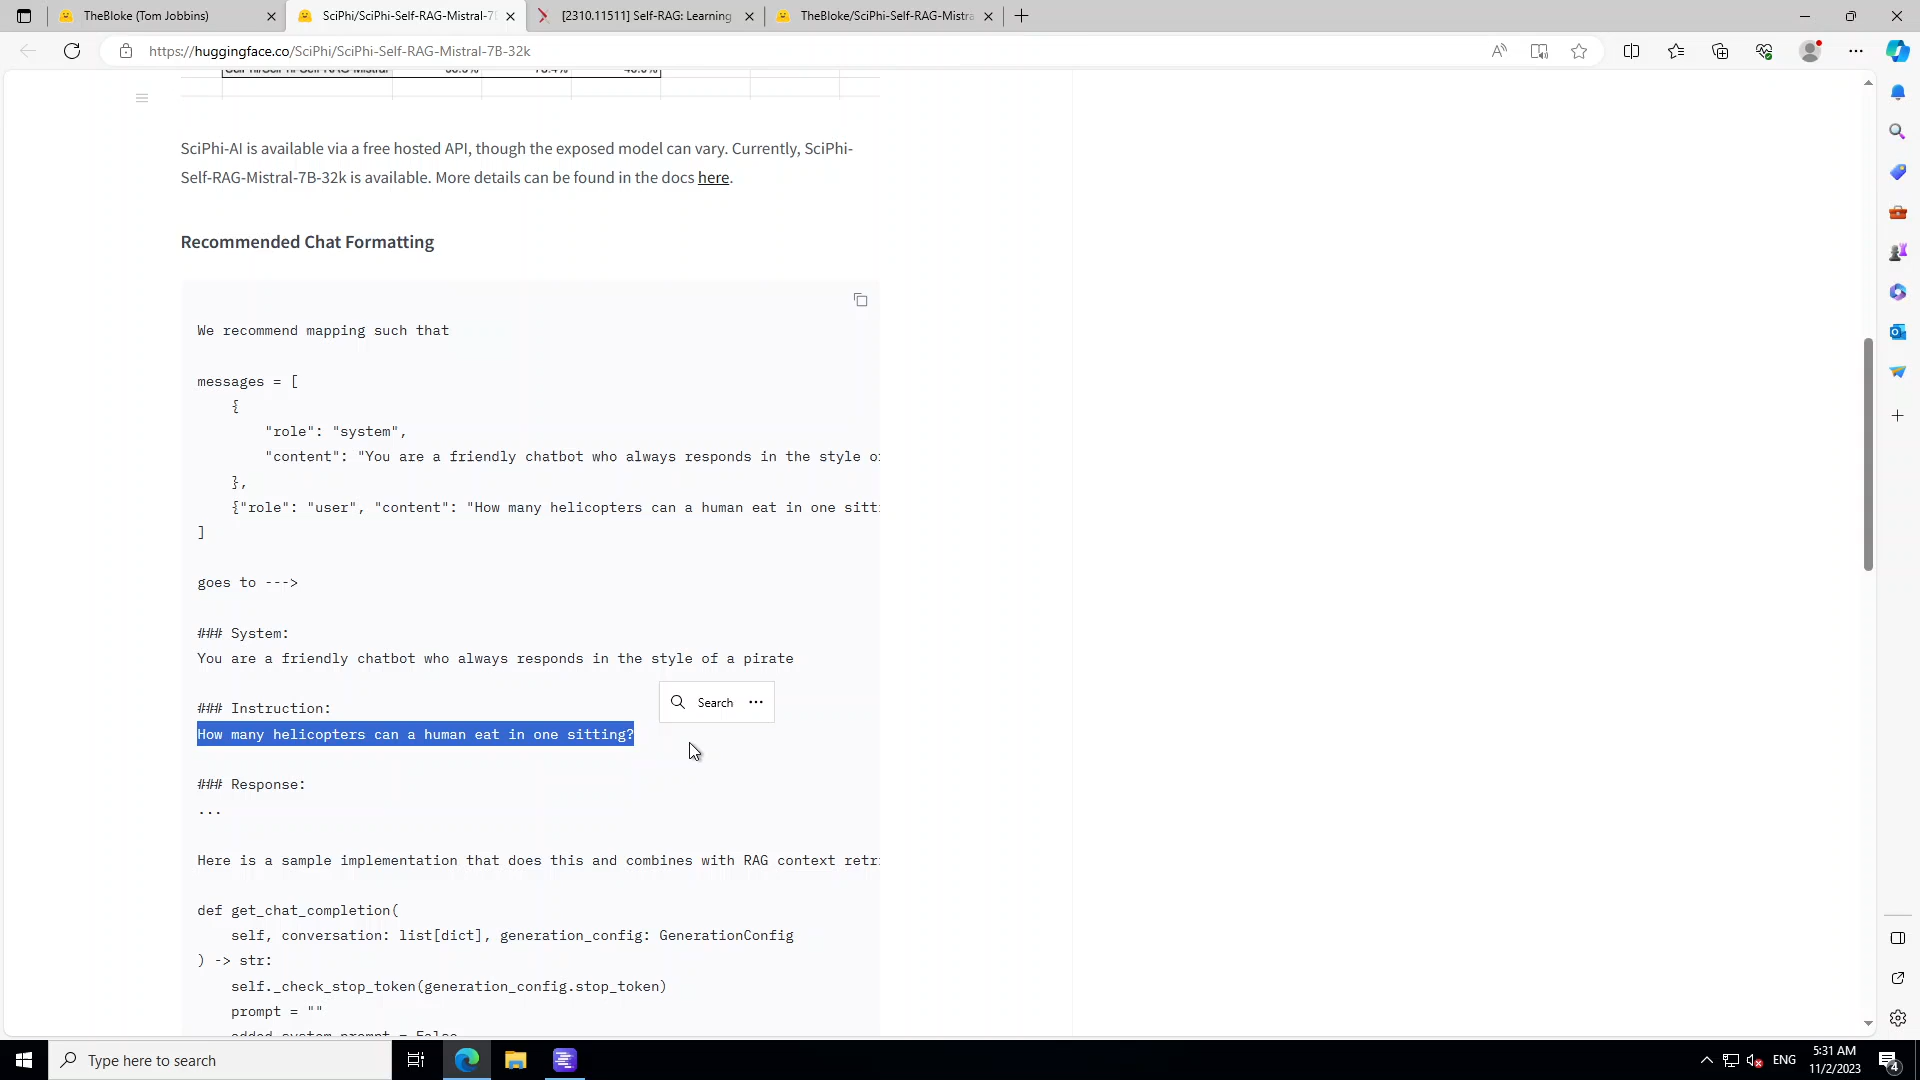 TheBloke (Tom Jobbins)
SciPhi/SciPhi-Self-RAG-Mistral-7
[2310.11511] Self-RAG: Learning
TheBloke/SciPhi-Self-RAG-Mistra
https://huggingface.co/SciPhi/SciPhi-Self-RAG-Mistral-7B-32k
SciPhi-AI is available via a free hosted API, though the exposed model can vary. Currently, SciPhi-
Self-RAG-Mistral-7B-32k is available. More details can be found in the docs here.
Recommended Chat Formatting
We recommend mapping such that
messages = [
{
"role": "system",
"content": "You are a friendly chatbot who always responds in the style o
},
{"role": "user", "content": "How many helicopters can a human eat in one sitt
]
goes to --->
### System:
You are a friendly chatbot who always responds in the style of a pirate
### Instruction:
Search
How many helicopters can a human eat in one sitting?
### Response:
...
Here is a sample implementation that does this and combines with RAG context retr
def get_chat_completion(
self, conversation: list[dict], generation_config: GenerationConfig
) -> str:
self._check_stop_token(generation_config.stop_token)
prompt = ""
added_system_prompt = False
Type here to search
ENG
5:31 AM
11/2/2023
4